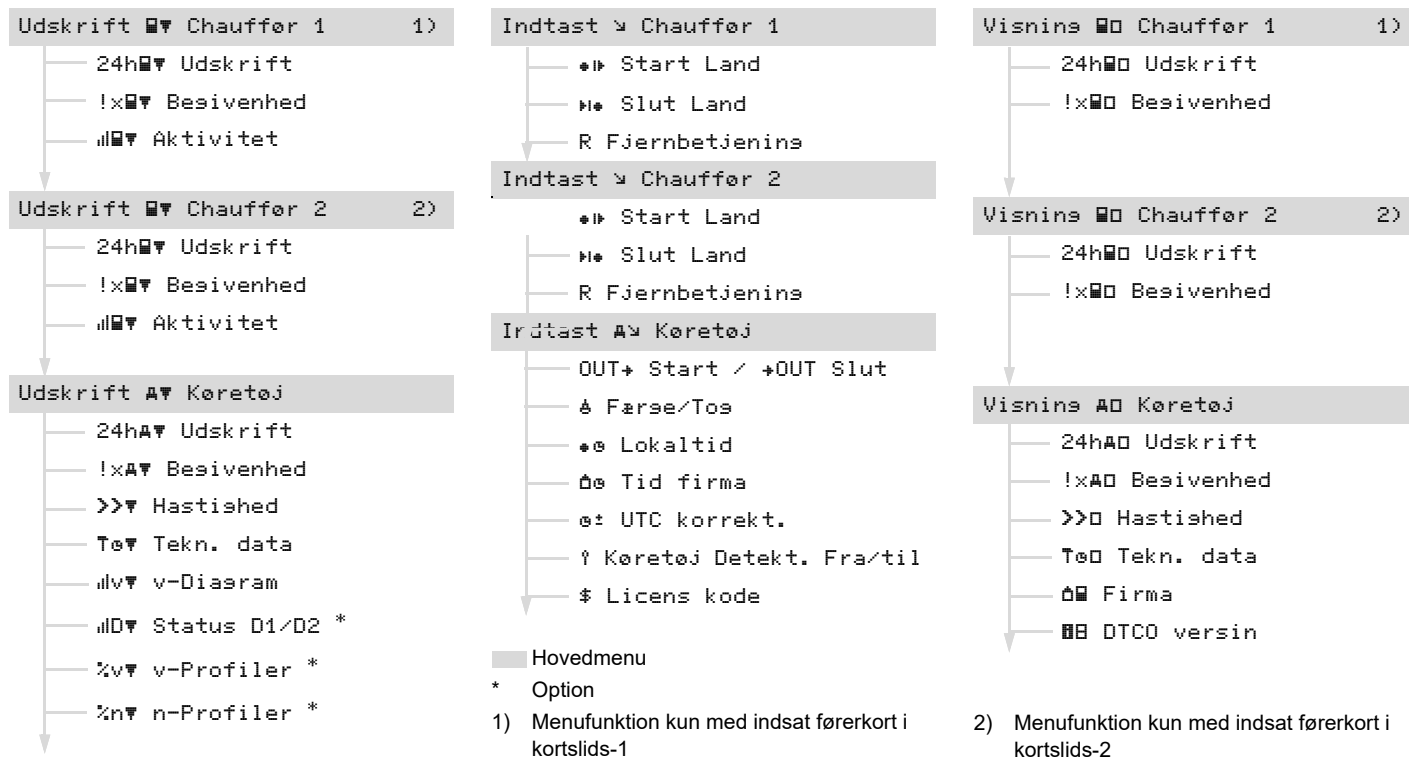 Udskrift Chauffør 1 1)
24h Udskrift
!x Begivenhed
Aktivitet
Udskrift Chauffør 2 2)
24h Udskrift
!x Begivenhed
Aktivitet
Udskrift Køretøj
24h Udskrift
!x Begivenhed
>> Hastighed
T Tekn. data
v v-Diagram
D Status D1/D2 *
%v v-Profiler *
%n n-Profiler *
Indtast Chauffør 1
Start Land
Slut Land
R Fjernbetjening
Indtast Chauffør 2
Start Land
Slut Land
R Fjernbetjening
Indtast Køretøj
OUT Start / OUT Slut
Færge/Tog
Lokaltid
Tid firma
UTC korrekt.
Køretøj Detekt. Fra/til
$ Licens kode
Hovedmenu
* Option
1) Menufunktion kun med indsat førerkort i
kortslids-1
Visning Chauffør 1 1)
24h Udskrift
!x Begivenhed
Visning Chauffør 2 2)
24h Udskrift
!x Begivenhed
Visning Køretøj
24h Udskrift
!x Begivenhed
>> Hastighed
T Tekn. data
Firma
DTCO versin
2) Menufunktion kun med indsat førerkort i
kortslids-2